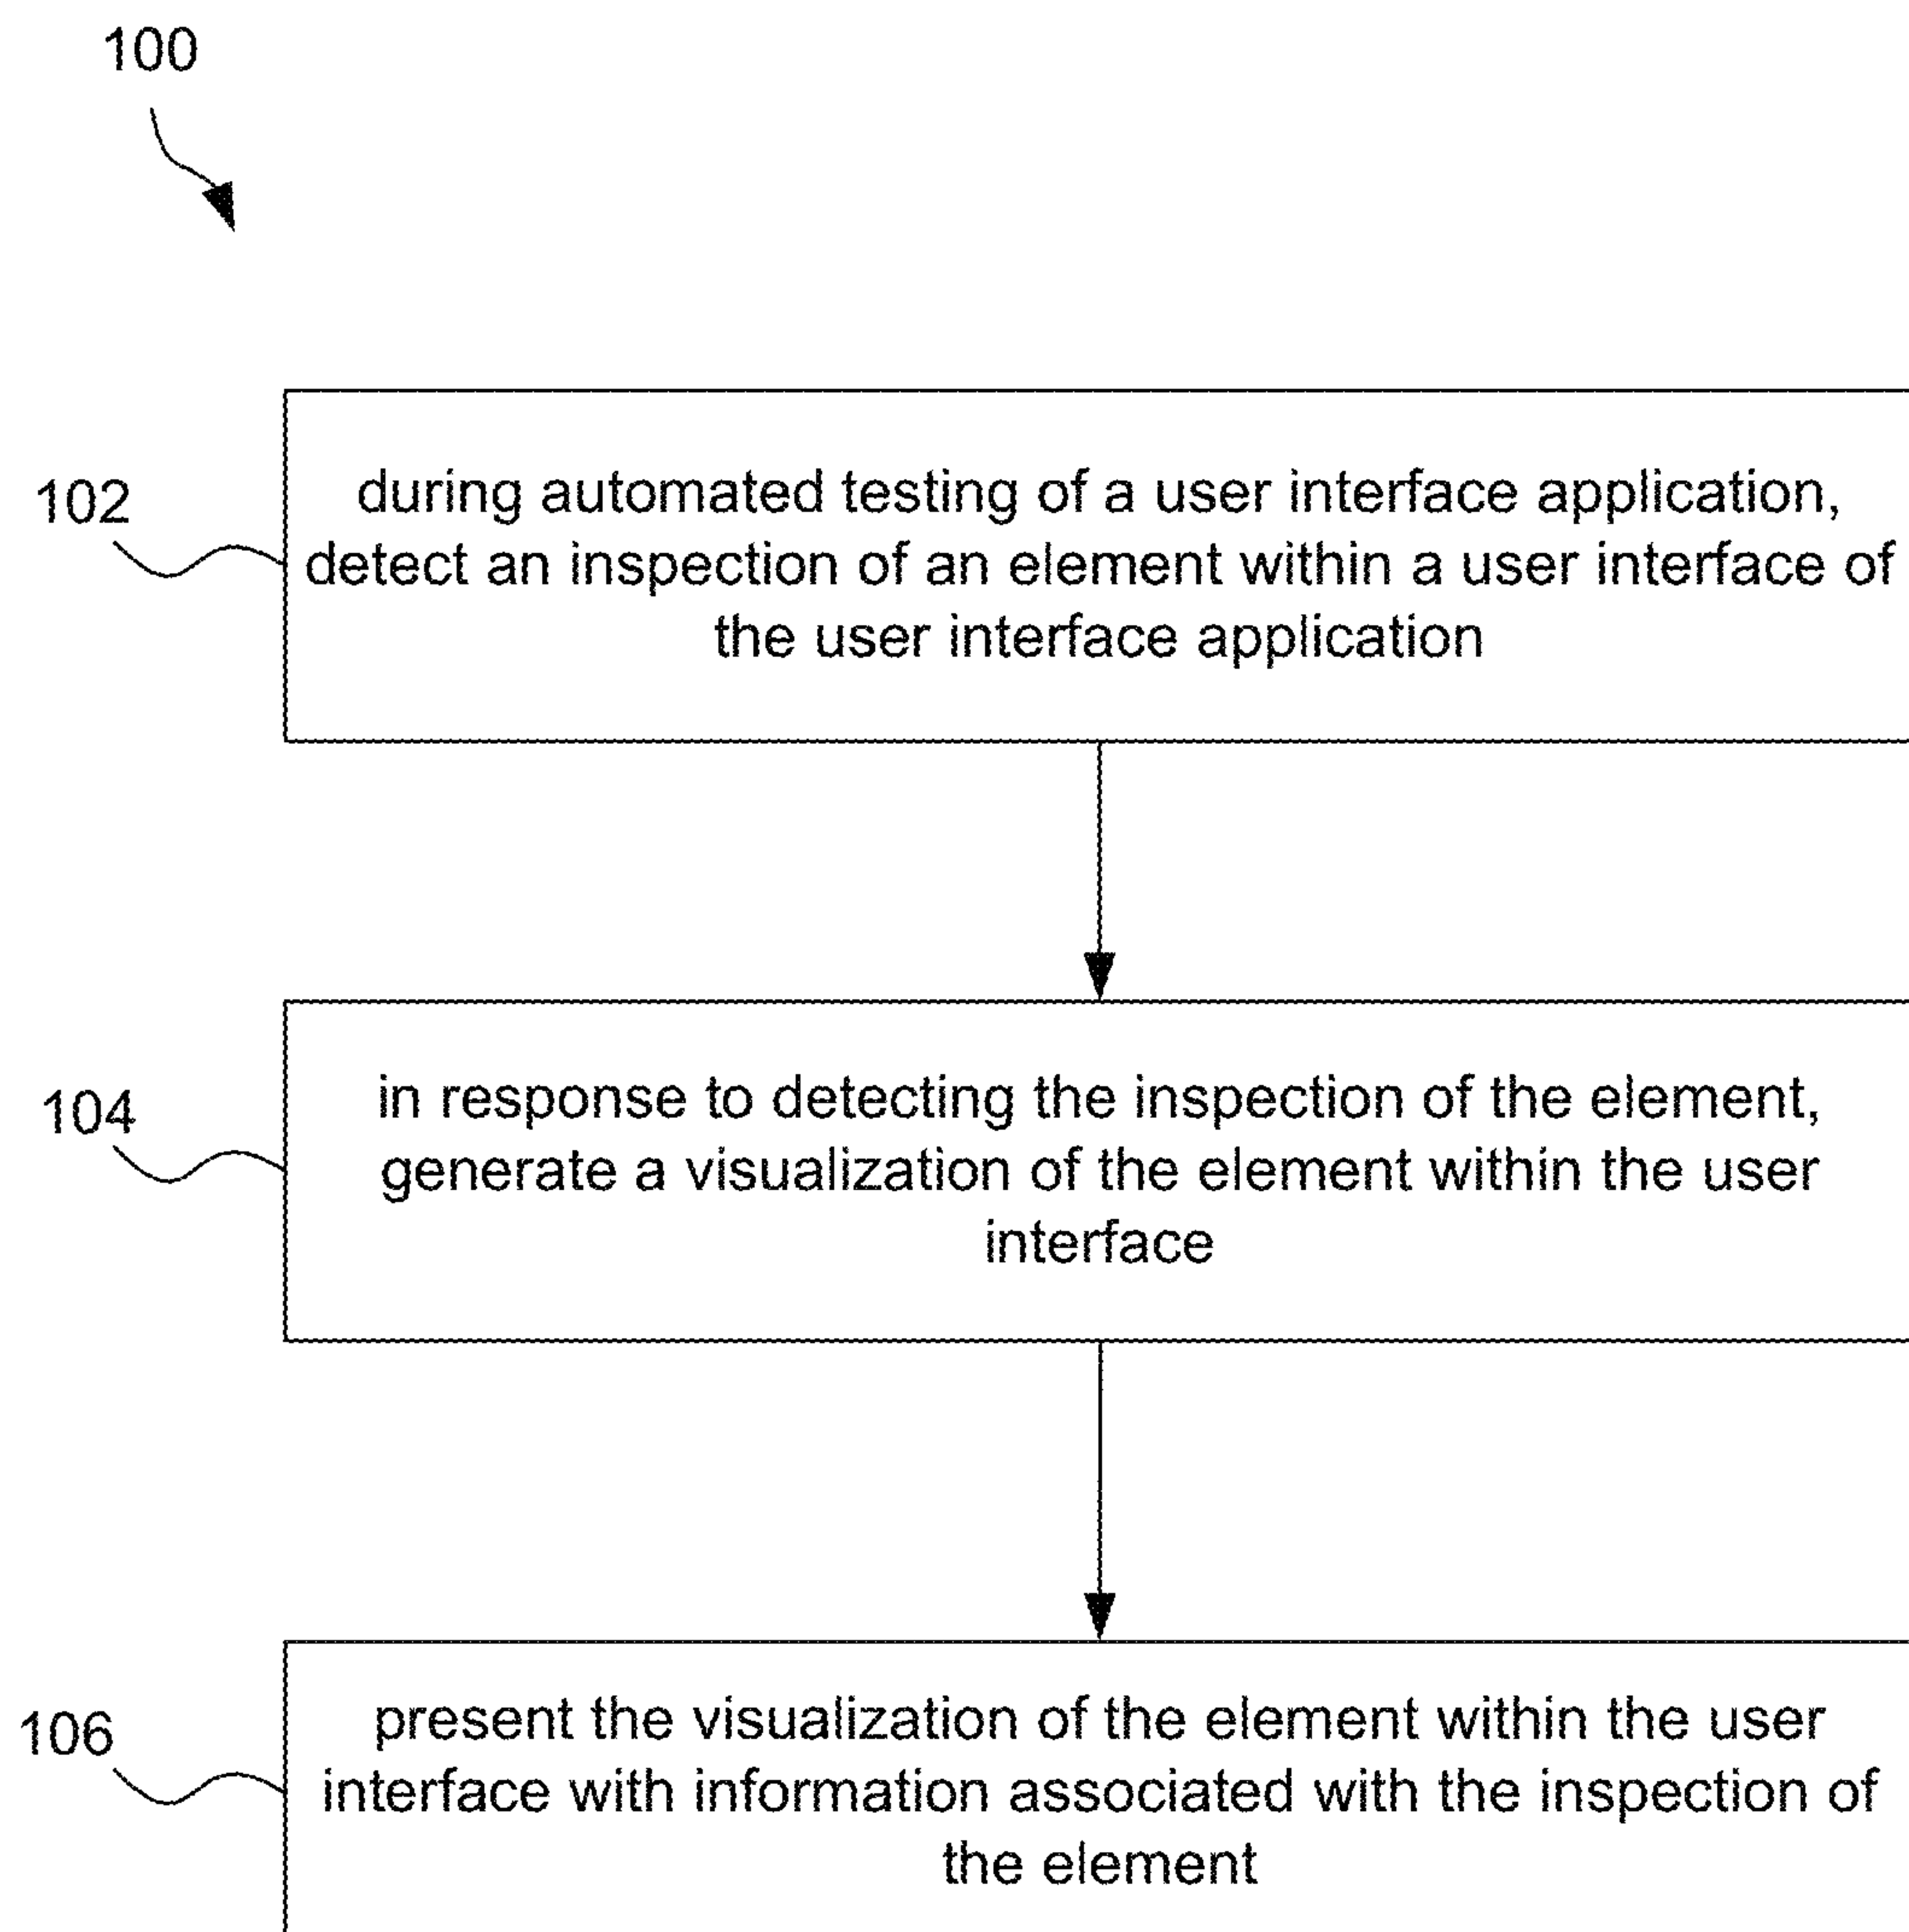 100
102
during automated testing of a user interface application,
detect an inspection of an element within a user interface of
the user interface application
104
in response to detecting the inspection of the element,
generate a visualization of the element within the user
interface
106
present the visualization of the element within the user
interface with information associated with the inspection of
the element